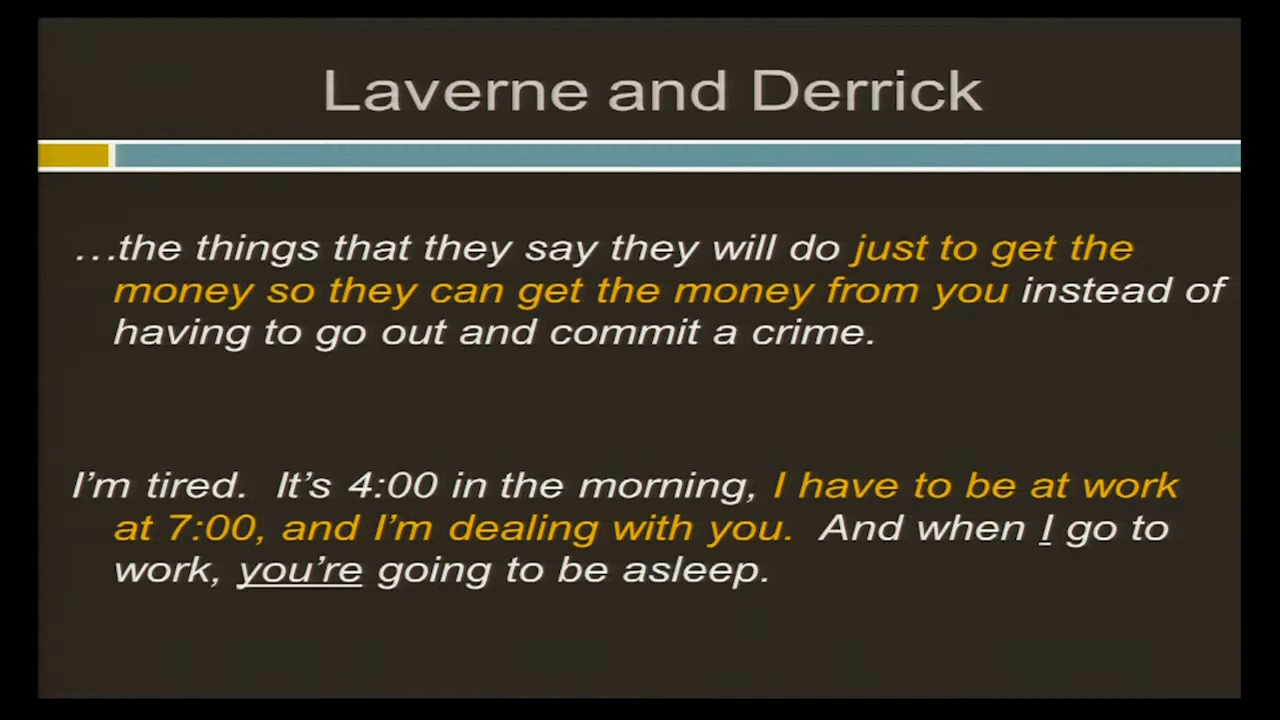 Laverne and Derrick
…the things that they say they will do just to get the
money so they can get the money from you instead of
having to go out and commit a crime.
I'm tired.  It's 4:00 in the morning, I have to be at work
at 7:00, and I'm dealing with you.  And when I go to
work, you're going to be asleep.